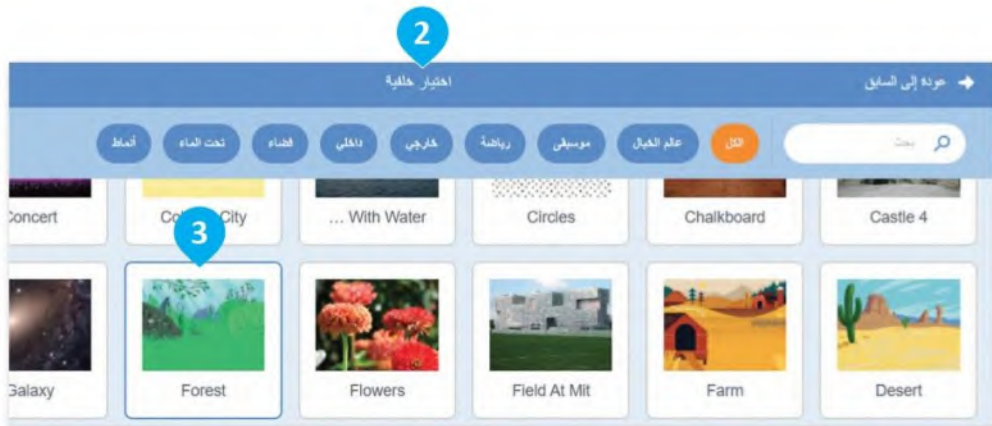 2
عودة إلى السابق
اختيار خلفية
بحث
الكل
عالم الخيال
موسيقى
رياضة
خارجي
داخلي
فضاء
تحت الماء
أنماط
Castle 4
Chalkboard
Circles
... With Water
City
Concert
3
Desert
Farm
Field At Mit
Flowers
Forest
Galaxy